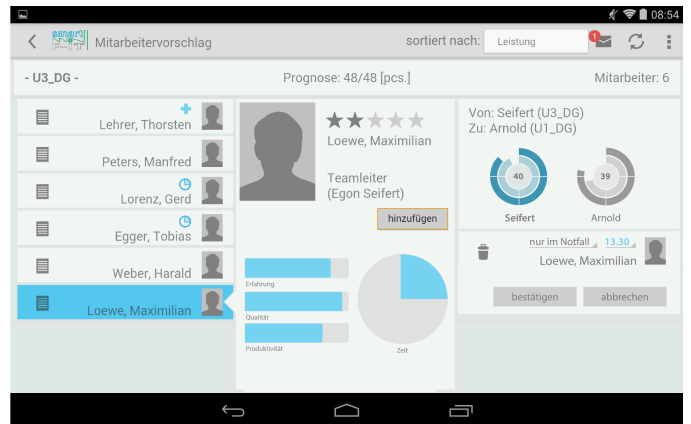 08:54
smart
Mitarbeitervorschlag
sortiert nach:
Leistung
1
- U3_DG -
Prognose: 48/48 [pcs.]
Mitarbeiter: 6
Lehrer, Thorsten
Peters, Manfred
Lorenz, Gerd
Egger, Tobias
Weber, Harald
Loewe, Maximilian
Loewe, Maximilian
Teamleiter
(Egon Seifert)
hinzufügen
Erfahrung
Qualität
Produktivität
Zeit
Von: Seifert (U3_DG)
Zu: Arnold (U1_DG)
40
39
Seifert
Arnold
nur im Notfall
13.30
Loewe, Maximilian
bestätigen
abbrechen